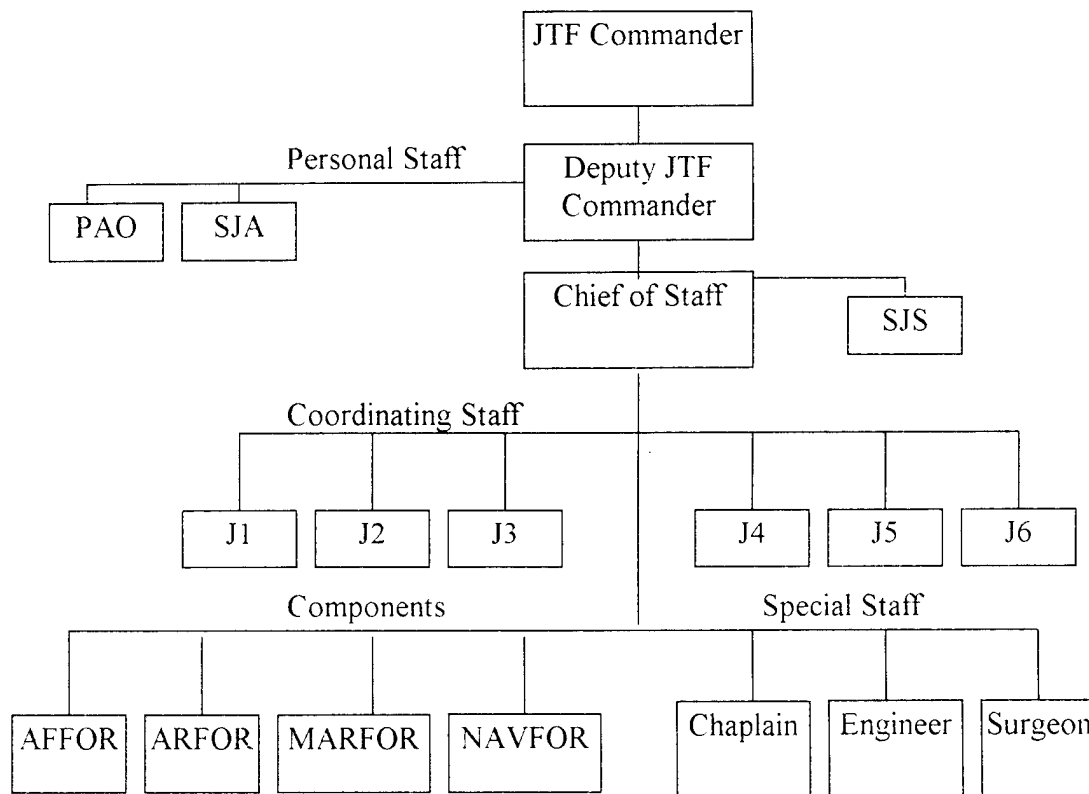 JTF Commander
Personal Staff
Deputy JTF
Commander
PAO
SJA
Chief of Staff
SJS
Coordinating Staff
J1
J2
J3
J4
J5
J6
Components
Special Staff
AFFOR
ARFOR
MARFOR
NAVFOR
Chaplain
Engineer
Surgeon